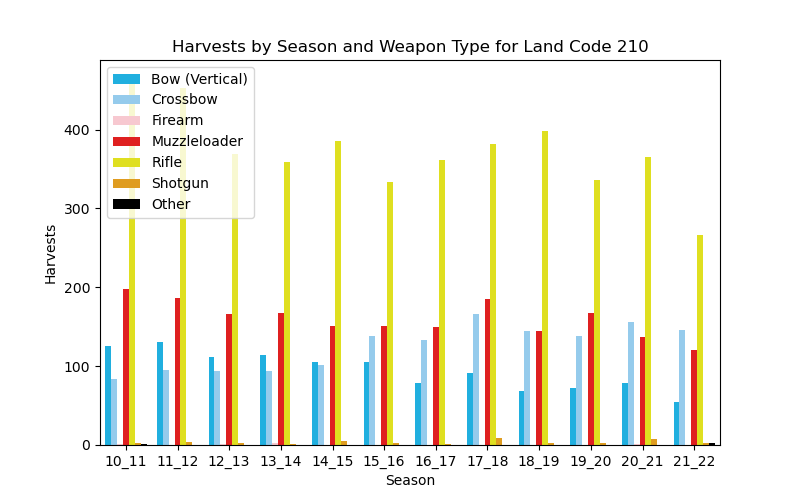 Harvests by Season and Weapon Type for Land Code 210
Bow (Vertical)
Crossbow
Firearm
Muzzleloader
Rifle
Shotgun
Other
Harvests
400
300
200
100
0
10_11 11_12 12_13 13_14 14_15 15_16 16_17 17_18 18_19 19_20 20_21 21_22
Season